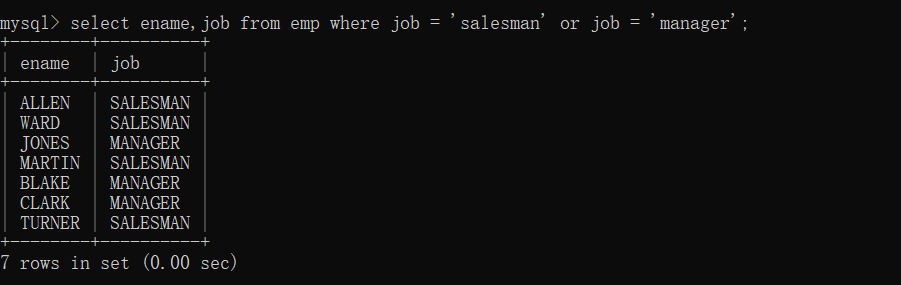 mysql> select ename,job from emp where job = 'salesman' or job = 'manager';
+--------+----------+
| ename  | job      |
+--------+----------+
| ALLEN  | SALESMAN |
| WARD   | SALESMAN |
| JONES  | MANAGER  |
| MARTIN | SALESMAN |
| BLAKE  | MANAGER  |
| CLARK  | MANAGER  |
| TURNER | SALESMAN |
+--------+----------+
7 rows in set (0.00 sec)